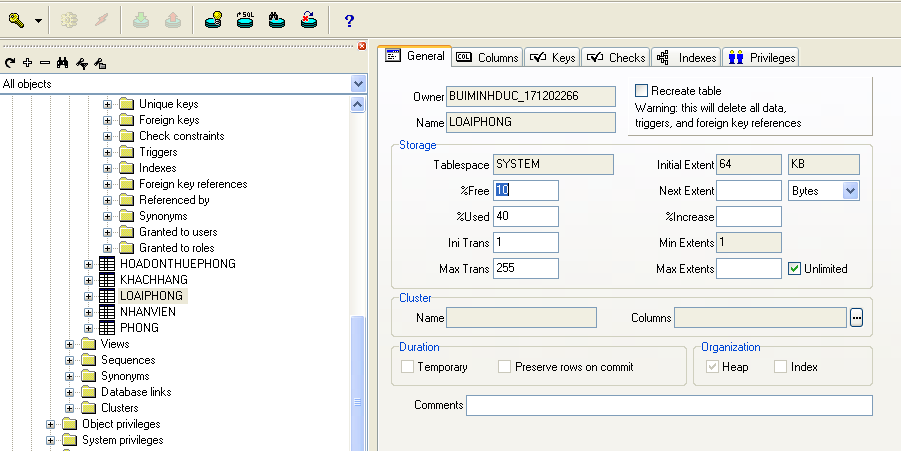 SQL
?
All objects
Unique keys
Foreign keys
Check constraints
Triggers
Indexes
Foreign key references
Referenced by
Synonyms
Granted to users
Granted to roles
HOADONTHUEPHONG
KHACHHANG
LOAIPHONG
NHANVIEN
PHONG
Views
Sequences
Synonyms
Database links
Clusters
Object privileges
System privileges
General COL Columns Keys Checks Indexes Privileges
Owner BUIMINHDUC_171202266
Name LOAIPHONG
Recreate table
Warning: this will delete all data,
triggers, and foreign key references
Storage
Tablespace SYSTEM Initial Extent 64 KB
%Free 10 Next Extent Bytes
%Used 40 %Increase
Ini Trans 1 Min Extents 1
Max Trans 255 Max Extents Unlimited
Cluster
Name Columns ...
Duration
Temporary Preserve rows on commit
Organization
Heap Index
Comments